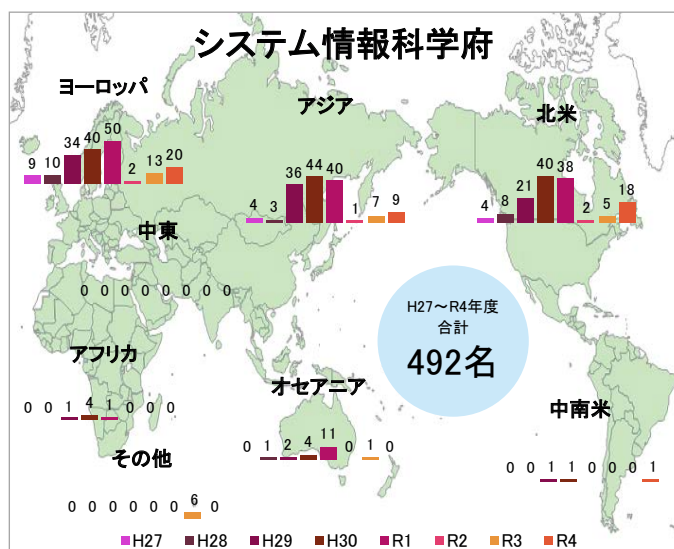 システム情報科学府
ヨーロッパ
9 10 34 40 50 2 13 20
アジア
4 3 36 44 40 1 7 9
北米
4 8 21 40 38 2 5 18
中東
0 0 0 0 0 0 0 0
H27～R4年度
合計
492名
アフリカ
0 0 1 4 1 0 0 0
オセアニア
0 1 2 4 11 0 1 0
中南米
0 0 1 1 0 0 0 1
その他
0 0 0 0 0 0 6 0
H27 H28 H29 H30 R1 R2 R3 R4